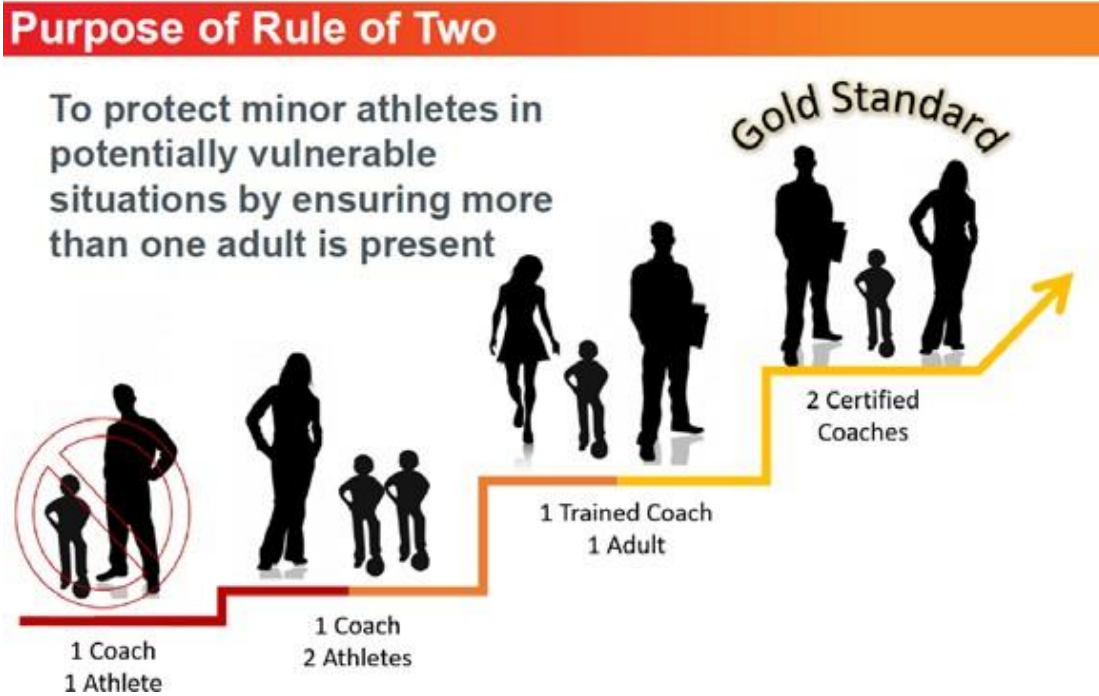 Purpose of Rule of Two
To protect minor athletes in
potentially vulnerable
situations by ensuring more
than one adult is present
Gold Standard
2 Certified
Coaches
1 Trained Coach
1 Adult
1 Coach
2 Athletes
1 Coach
1 Athlete